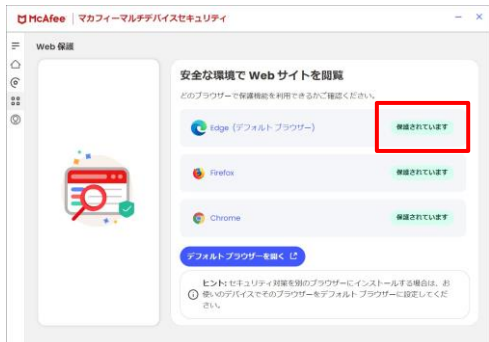 McAfee | マカフィーマルチデバイスセキュリティ
Web 保護
安全な環境で Web サイトを閲覧
どのブラウザーで保護機能を利用できるかご確認ください。
Edge (デフォルト ブラウザー) 保護されています
Firefox 保護されています
Chrome 保護されています
デフォルトブラウザーを開く
ヒント: セキュリティ対策を別のブラウザーにインストールする場合は、お
使いのデバイスでそのブラウザーをデフォルト ブラウザーに設定してくだ
さい。